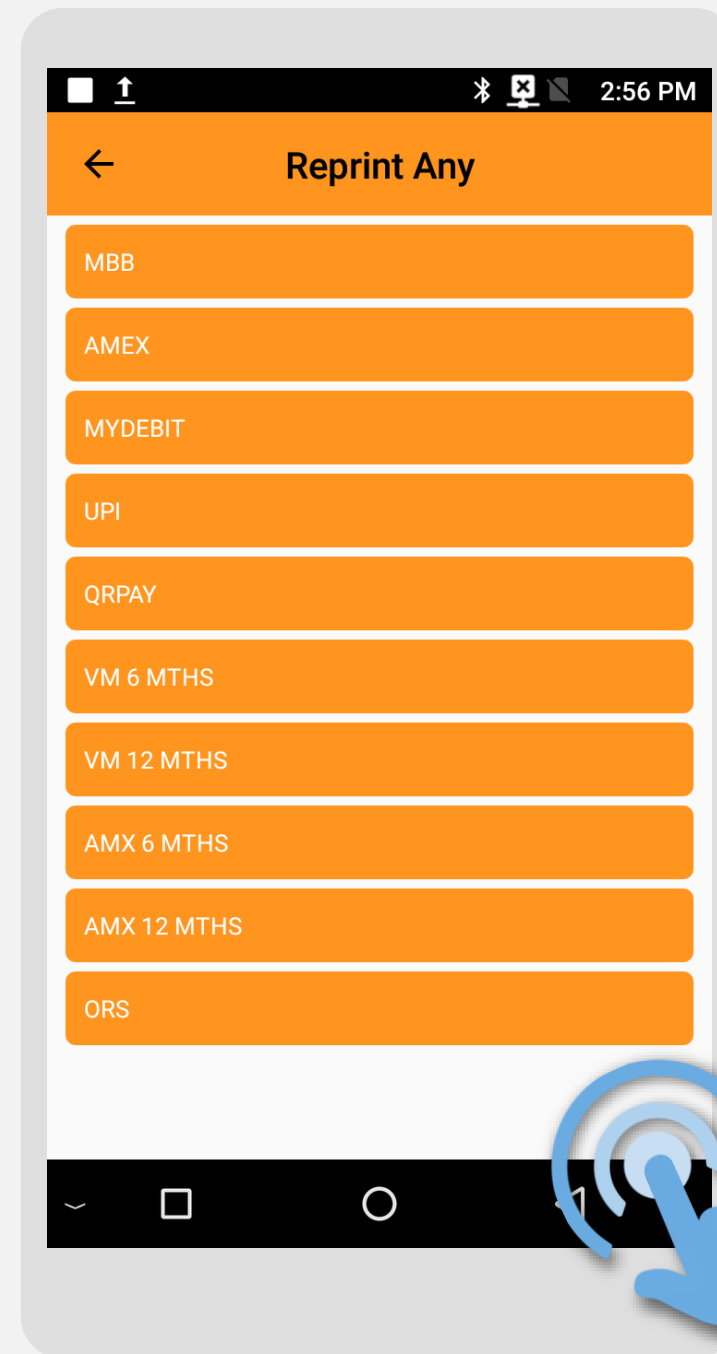 2:56 PM
Reprint Any
MBB
AMEX
MYDEBIT
UPI
QRPAY
VM 6 MTHS
VM 12 MTHS
AMX 6 MTHS
AMX 12 MTHS
ORS